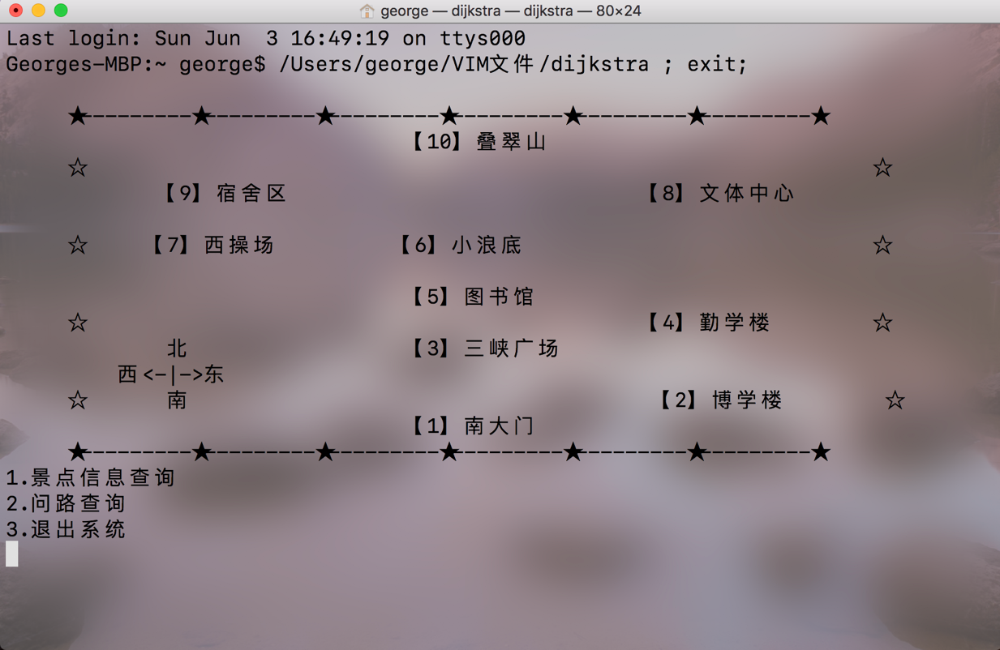 george — dijkstra — dijkstra — 80×24
Last login: Sun Jun  3 16:49:19 on ttys000
Georges-MBP:~ george$ /Users/george/VIM文件/dijkstra ; exit;
★--------★--------★--------★--------★--------★--------★
【10】叠翠山
☆ ☆
【9】宿舍区 【8】文体中心
☆ 【7】西操场 【6】小浪底 ☆
【5】图书馆
☆ 【4】勤学楼 ☆
北 【3】三峡广场
西<-|->东
☆ 南 【2】博学楼 ☆
【1】南大门
★--------★--------★--------★--------★--------★--------★
1.景点信息查询
2.问路查询
3.退出系统